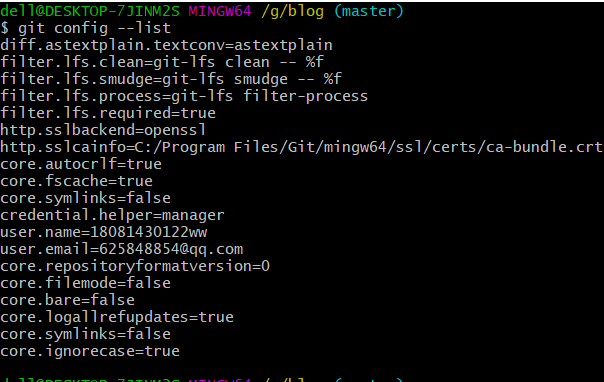 dell@DESKTOP-7JINM2S MINGW64 /g/blog (master)
$ git config --list
diff.astextplain.textconv=astextplain
filter.lfs.clean=git-lfs clean -- %f
filter.lfs.smudge=git-lfs smudge -- %f
filter.lfs.process=git-lfs filter-process
filter.lfs.required=true
http.sslbackend=openssl
http.sslcainfo=C:/Program Files/Git/mingw64/ssl/certs/ca-bundle.crt
core.autocrlf=true
core.fscache=true
core.symlinks=false
credential.helper=manager
user.name=18081430122ww
user.email=625848854@qq.com
core.repositoryformatversion=0
core.filemode=false
core.bare=false
core.logallrefupdates=true
core.symlinks=false
core.ignorecase=true